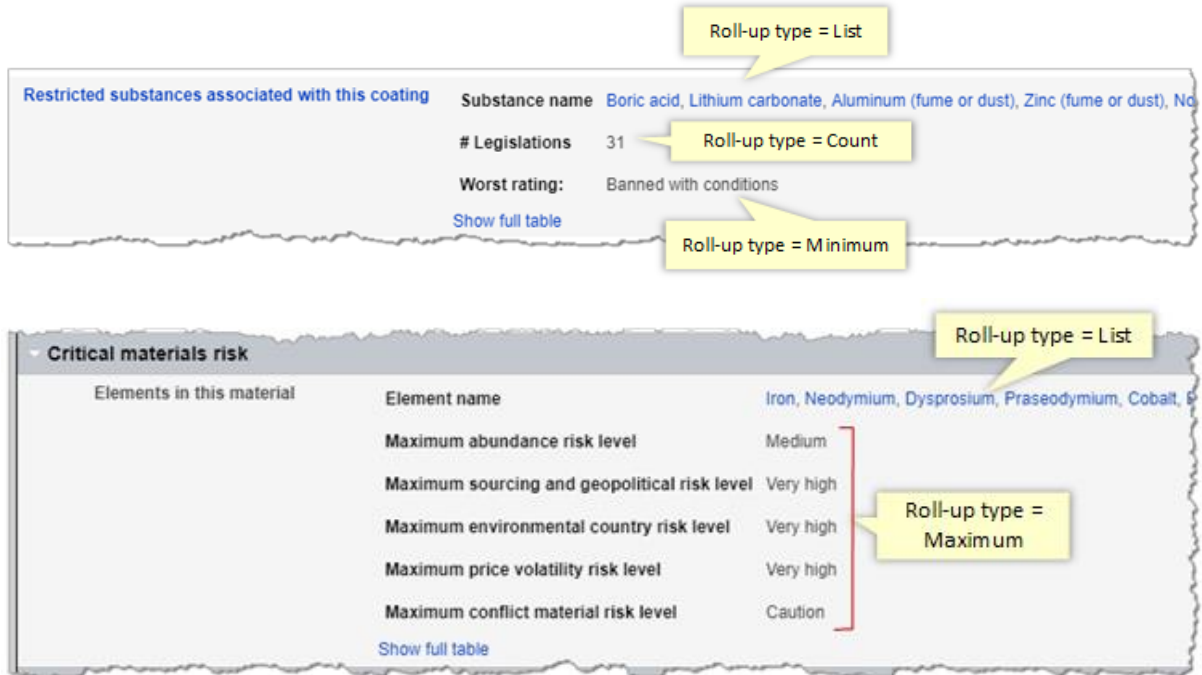 Roll-up type = List
Restricted substances associated with this coating
Substance name Boric acid, Lithium carbonate, Aluminum (fume or dust), Zinc (fume or dust),
# Legislations 31
Roll-up type = Count
Worst rating: Banned with conditions
Show full table
Roll-up type = Minimum
Roll-up type = List
Critical materials risk
Elements in this material
Element name Iron, Neodymium, Dysprosium, Praseodymium, Cobalt,
Maximum abundance risk level Medium
Maximum sourcing and geopolitical risk level Very high
Maximum environmental country risk level Very high
Roll-up type =
Maximum
Maximum price volatility risk level Very high
Maximum conflict material risk level Caution
Show full table